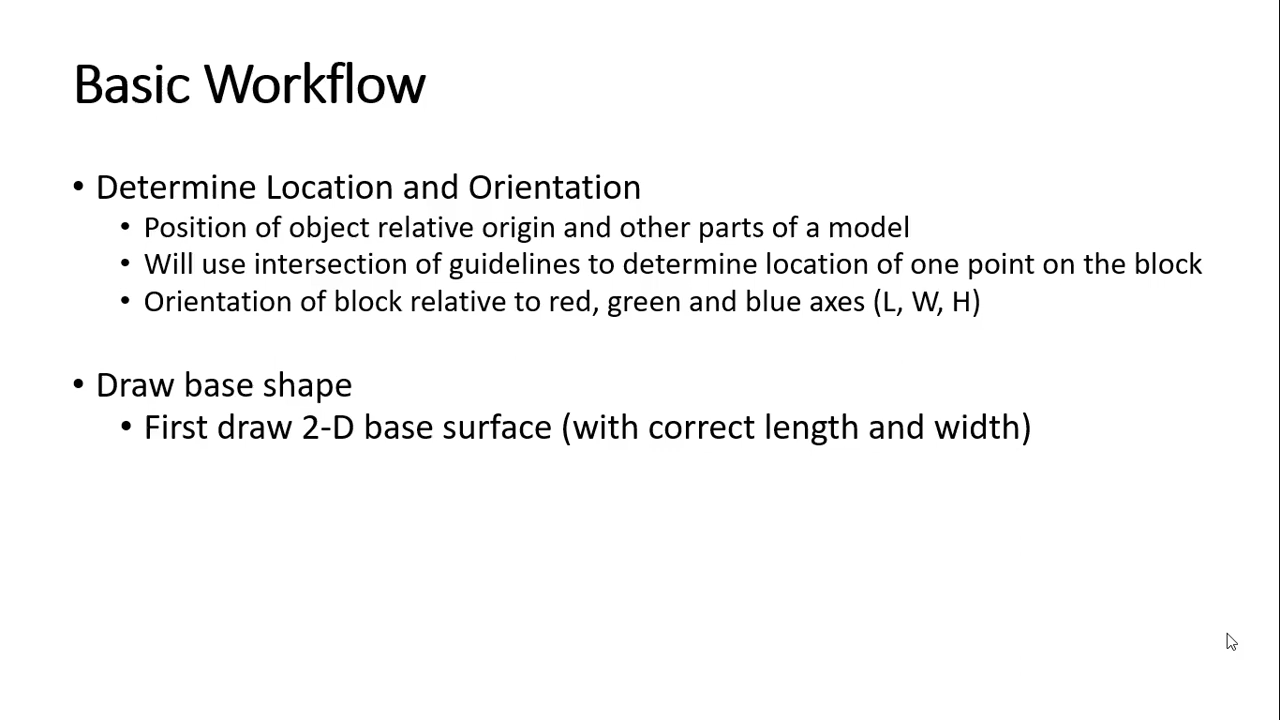 Basic Workflow
• Determine Location and Orientation
• Position of object relative origin and other parts of a model
• Will use intersection of guidelines to determine location of one point on the block
• Orientation of block relative to red, green and blue axes (L, W, H)
• Draw base shape
• First draw 2-D base surface (with correct length and width)